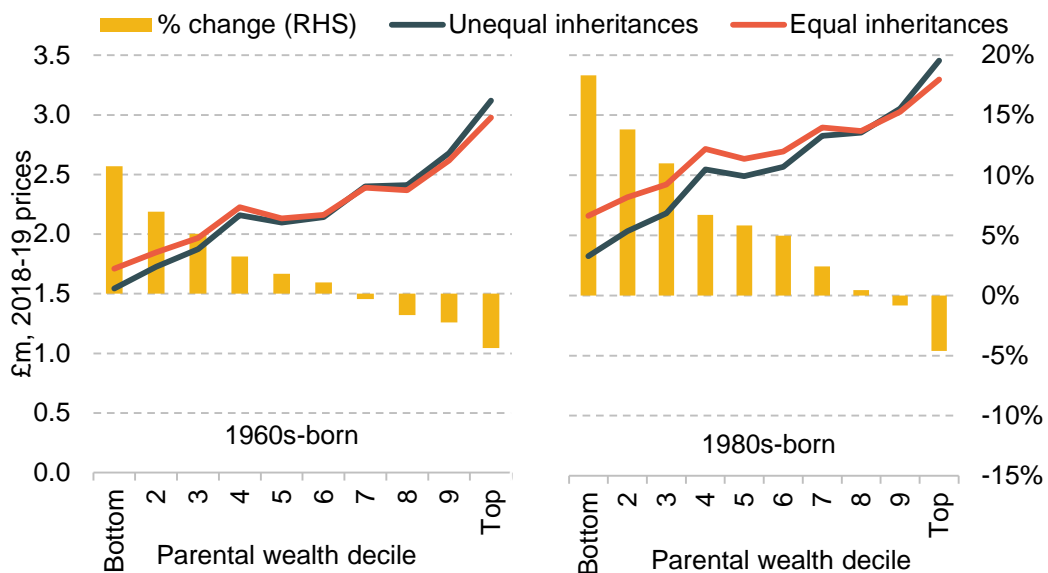 % change (RHS) Unequal inheritances Equal inheritances
£m, 2018-19 prices
3.5
3.0
2.5
2.0
1.5
1.0
0.5
0.0
1960s-born
Bottom 2 3 4 5 6 7 8 9 Top
Parental wealth decile
20%
15%
10%
5%
0%
-5%
-10%
-15%
1980s-born
Bottom 2 3 4 5 6 7 8 9 Top
Parental wealth decile